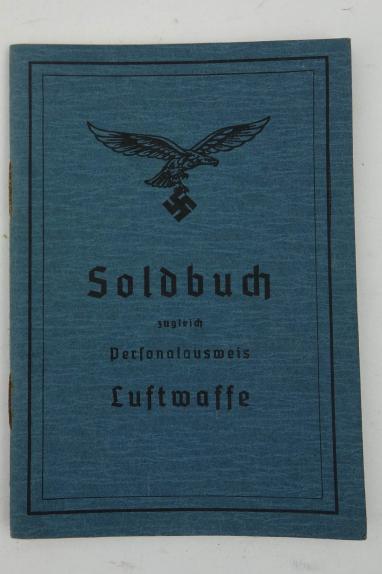 Soldbuch
zugleich
Personalausweis
Luftwaffe